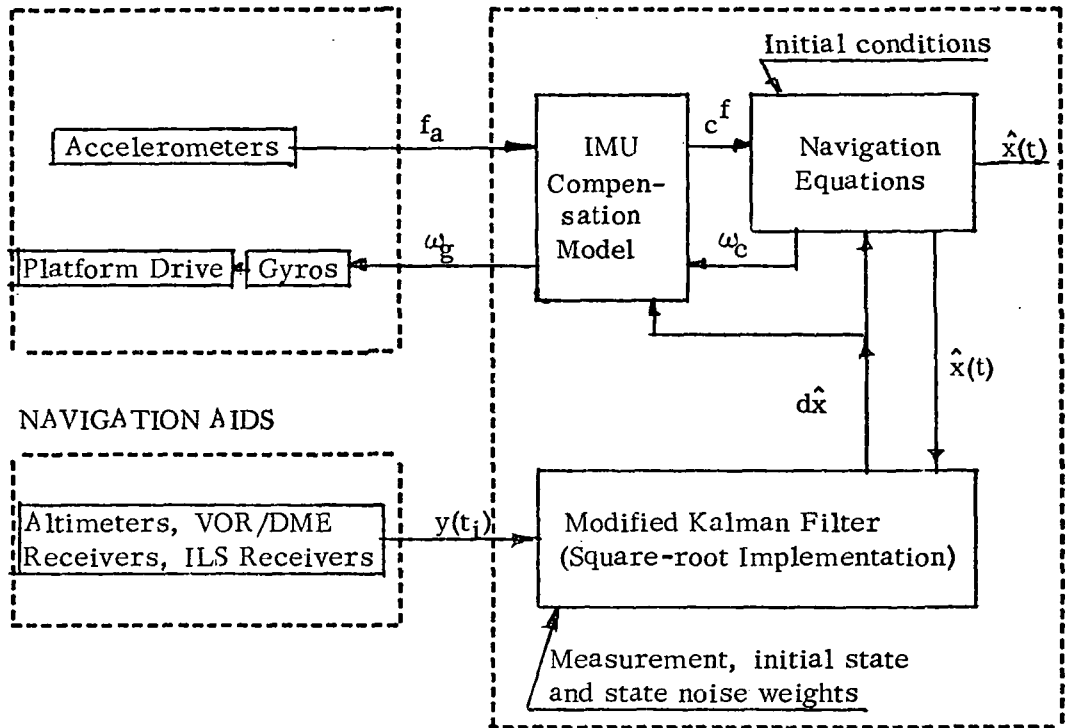 Initial conditions
Accelerometers
f_a
IMU
Compen-
sation
Model
c^f
Navigation
Equations
x̂(t)
Platform Drive
Gyros
ω_g
ω_c
x̂(t)
dx̂
NAVIGATION AIDS
Altimeters, VOR/DME
Receivers, ILS Receivers
y(t_i)
Modified Kalman Filter
(Square-root Implementation)
Measurement, initial state
and state noise weights